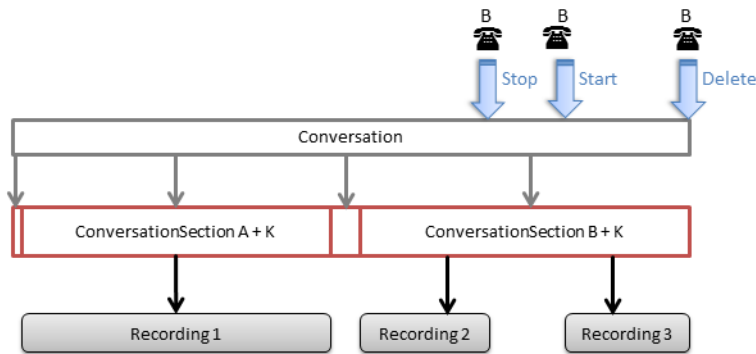 B B B
Stop Start Delete
Conversation
ConversationSection A + K ConversationSection B + K
Recording 1 Recording 2 Recording 3